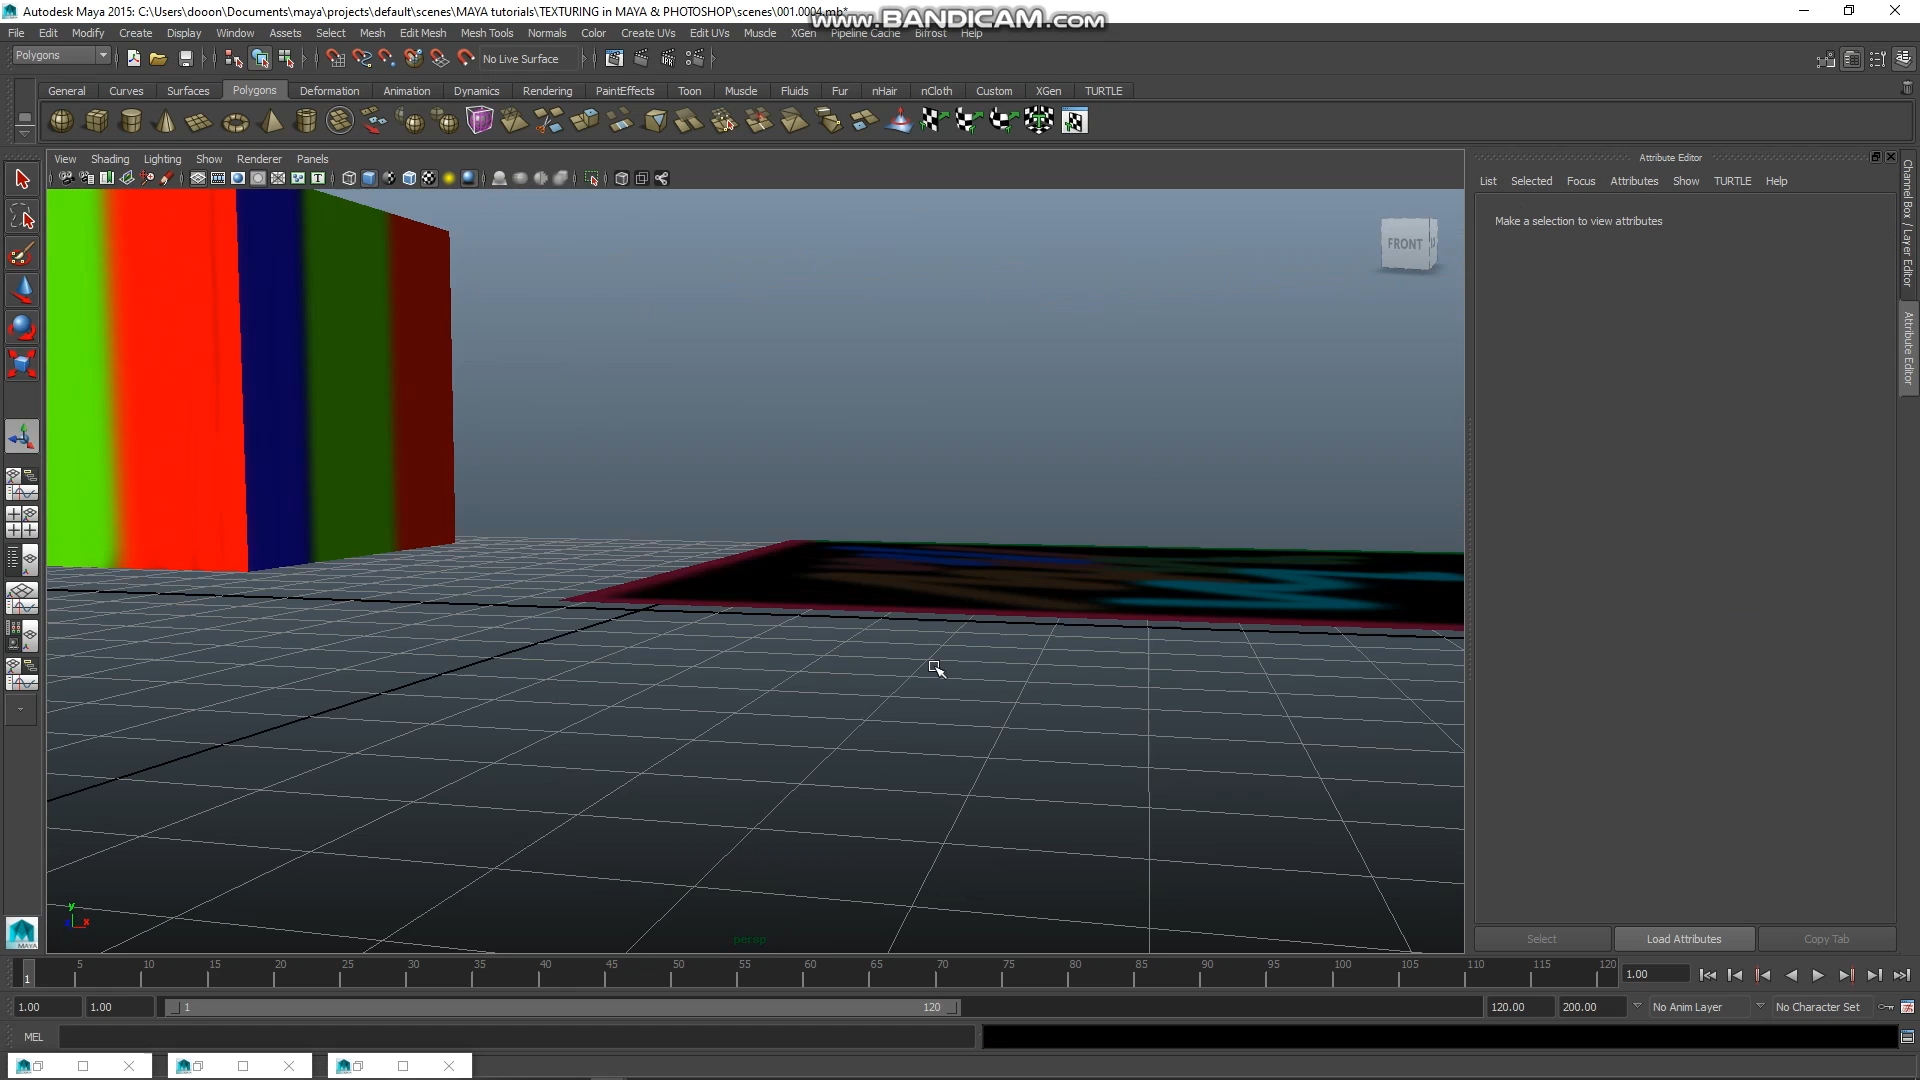 Autodesk Maya 2015: C:\Users\dooon\Documents\maya\projects\default\scenes\MAYA tutorials\TEXTURING in MAYA & PHOTOSHOP\scenes\001.0004.mb*
www.BANDICAM.com
File Edit Modify Create Display Window Assets Select Mesh Edit Mesh Mesh Tools Normals Color Create UVs Edit UVs Muscle XGen Pipeline Cache Bifrost Help
Polygons
No Live Surface
General Curves Surfaces Polygons Deformation Animation Dynamics Rendering PaintEffects Toon Muscle Fluids Fur nHair nCloth Custom XGen TURTLE
View Shading Lighting Show Renderer Panels
Attribute Editor
List Selected Focus Attributes Show TURTLE Help
Make a selection to view attributes
Channel Box / Layer Editor
Attribute Editor
FRONT
y
x
persp
MAYA
Select Load Attributes Copy Tab
1 5 10 15 20 25 30 35 40 45 50 55 60 65 70 75 80 85 90 95 100 105 110 115 120 1.00
1.00 1.00 1 120 120.00 200.00 No Anim Layer No Character Set
MEL